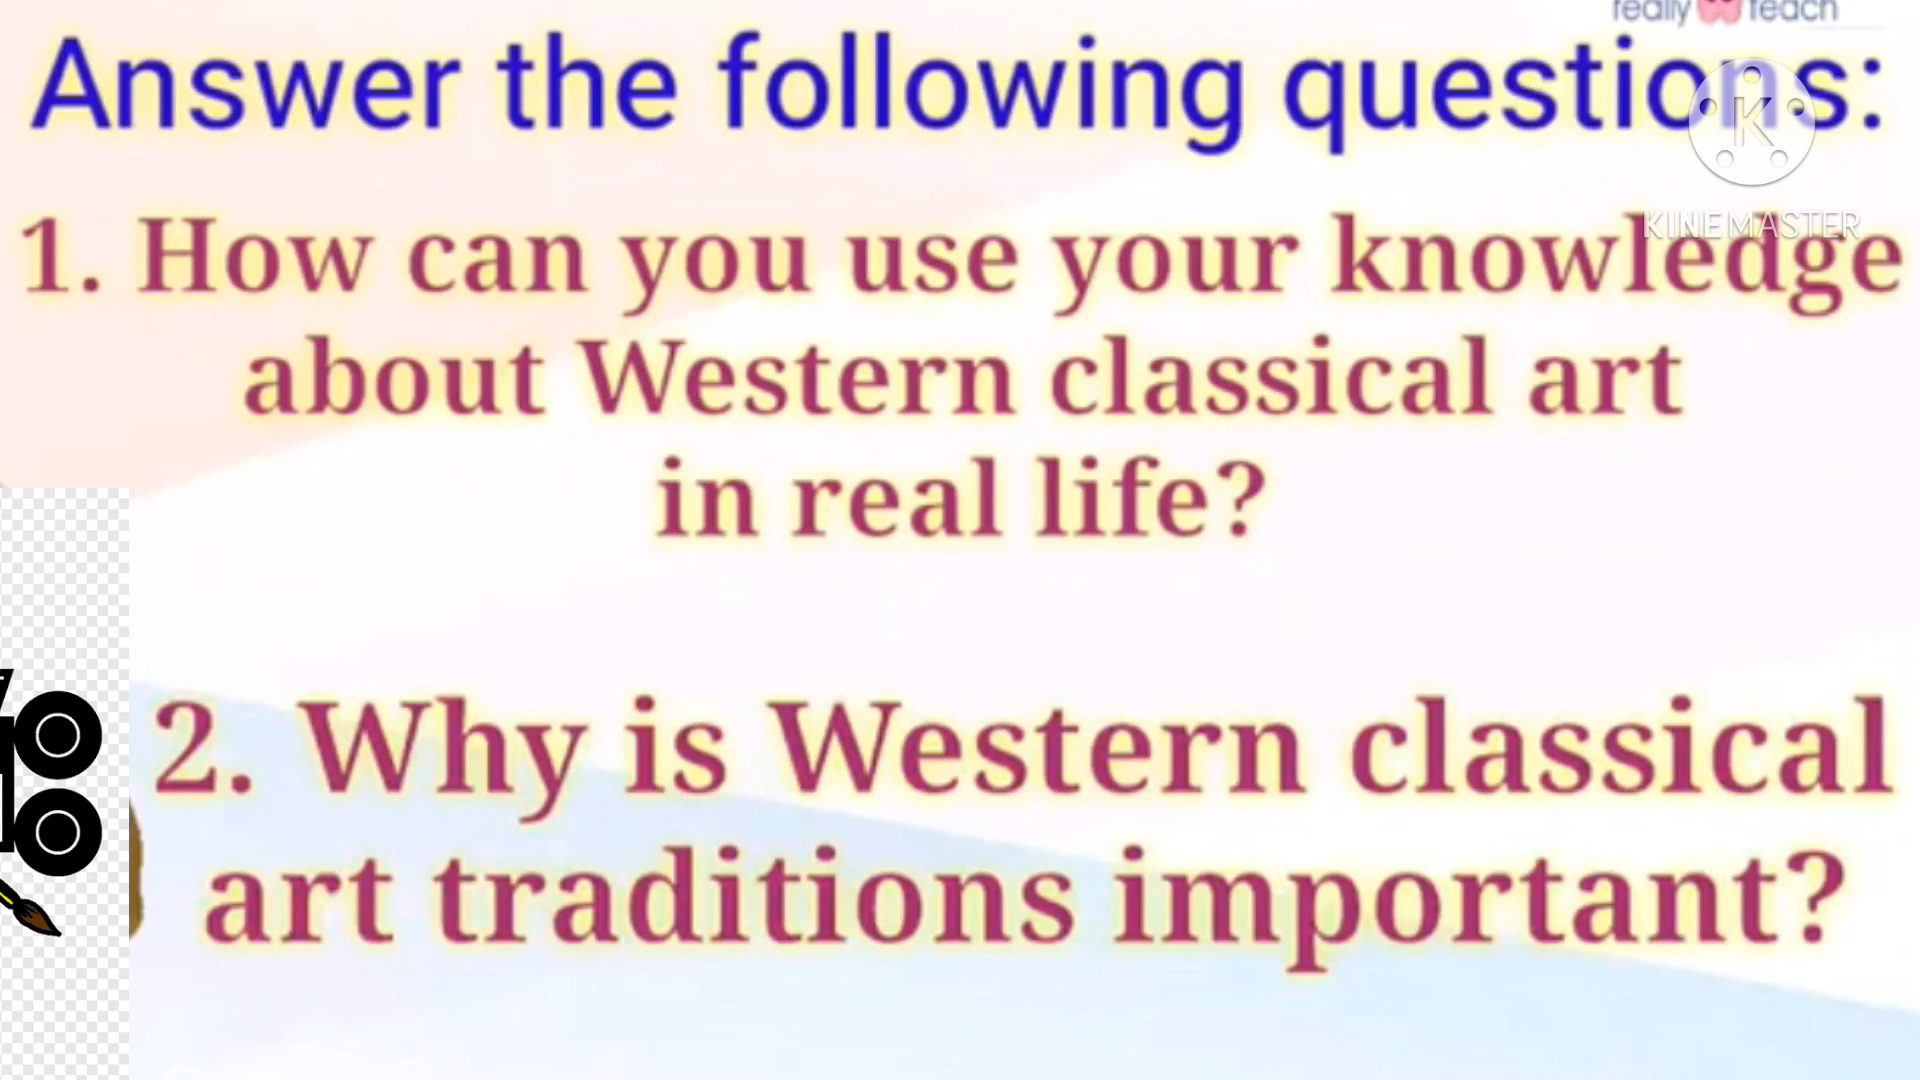 really teach
Answer the following questions:
K
KINEMASTER
1. How can you use your knowledge
about Western classical art
in real life?
2. Why is Western classical
art traditions important?